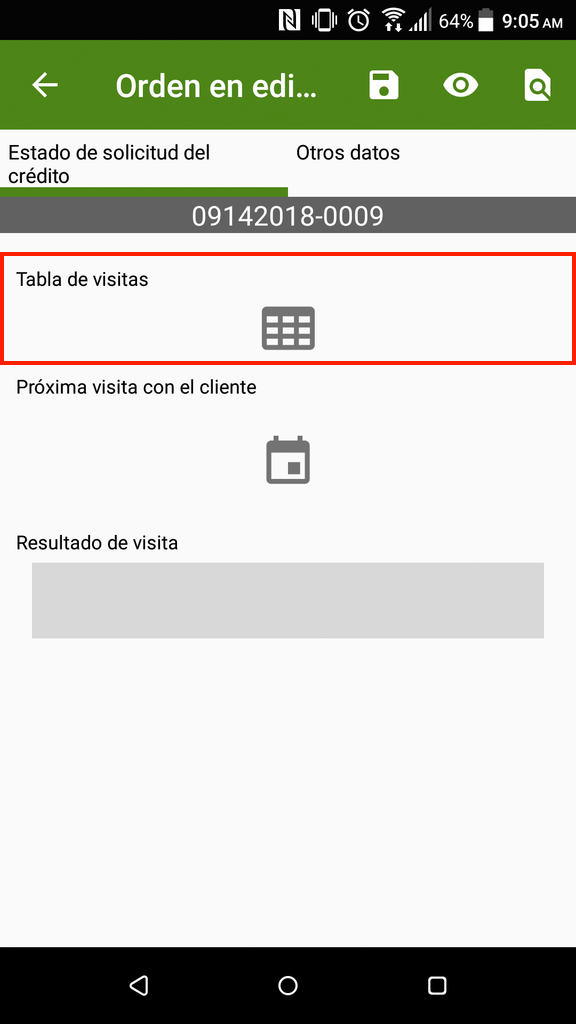 64% 9:05 AM
Orden en edi...
Estado de solicitud del
crédito
Otros datos
09142018-0009
Tabla de visitas
Próxima visita con el cliente
Resultado de visita